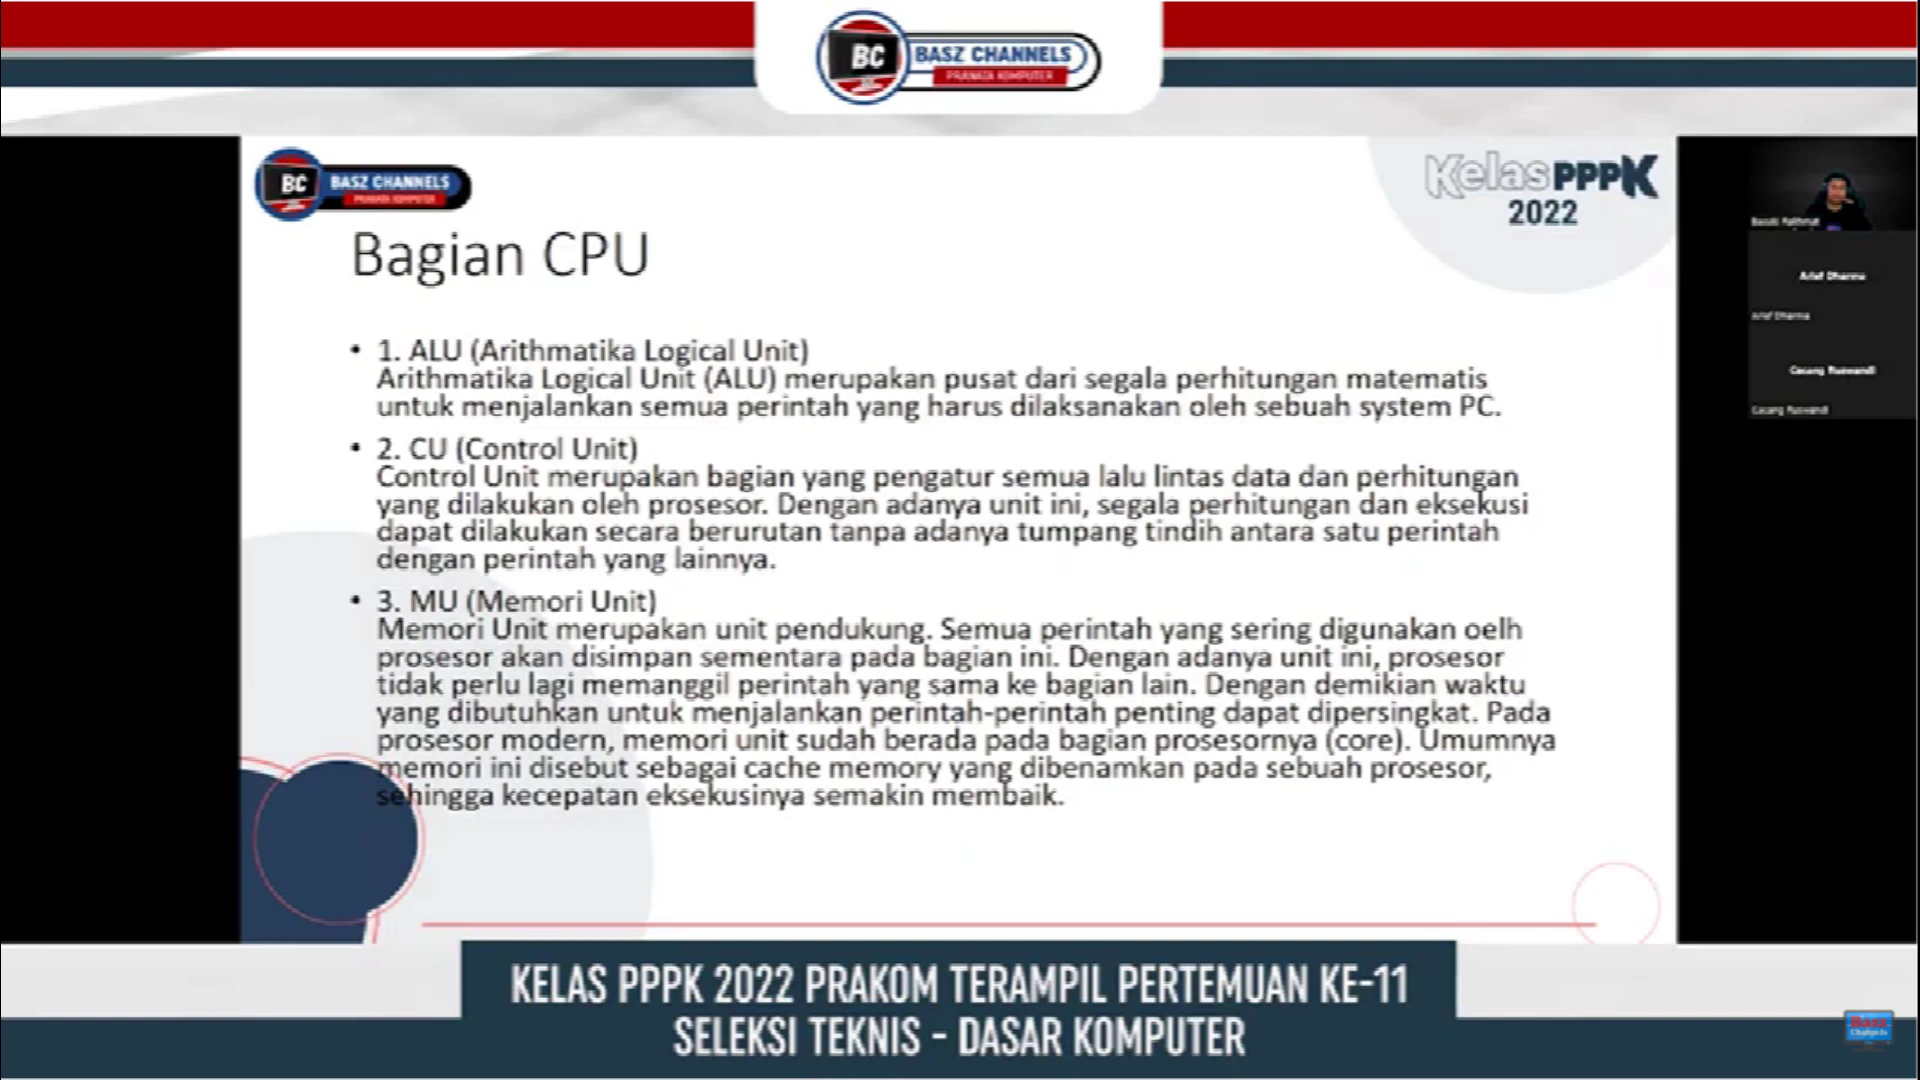 BC BASZ CHANNELS
PRANATA KOMPUTER
BC BASZ CHANNELS
PRANATA KOMPUTER
Kelas PPPK
2022
Bagian CPU
• 1. ALU (Arithmatika Logical Unit)
Arithmatika Logical Unit (ALU) merupakan pusat dari segala perhitungan matematis
untuk menjalankan semua perintah yang harus dilaksanakan oleh sebuah system PC.
• 2. CU (Control Unit)
Control Unit merupakan bagian yang pengatur semua lalu lintas data dan perhitungan
yang dilakukan oleh prosesor. Dengan adanya unit ini, segala perhitungan dan eksekusi
dapat dilakukan secara berurutan tanpa adanya tumpang tindih antara satu perintah
dengan perintah yang lainnya.
• 3. MU (Memori Unit)
Memori Unit merupakan unit pendukung. Semua perintah yang sering digunakan oelh
prosesor akan disimpan sementara pada bagian ini. Dengan adanya unit ini, prosesor
tidak perlu lagi memanggil perintah yang sama ke bagian lain. Dengan demikian waktu
yang dibutuhkan untuk menjalankan perintah-perintah penting dapat dipersingkat. Pada
prosesor modern, memori unit sudah berada pada bagian prosesornya (core). Umumnya
memori ini disebut sebagai cache memory yang dibenamkan pada sebuah prosesor,
sehingga kecepatan eksekusinya semakin membaik.
Arief Dharma
Arief Dharma
KELAS PPPK 2022 PRAKOM TERAMPIL PERTEMUAN KE-11
SELEKSI TEKNIS - DASAR KOMPUTER